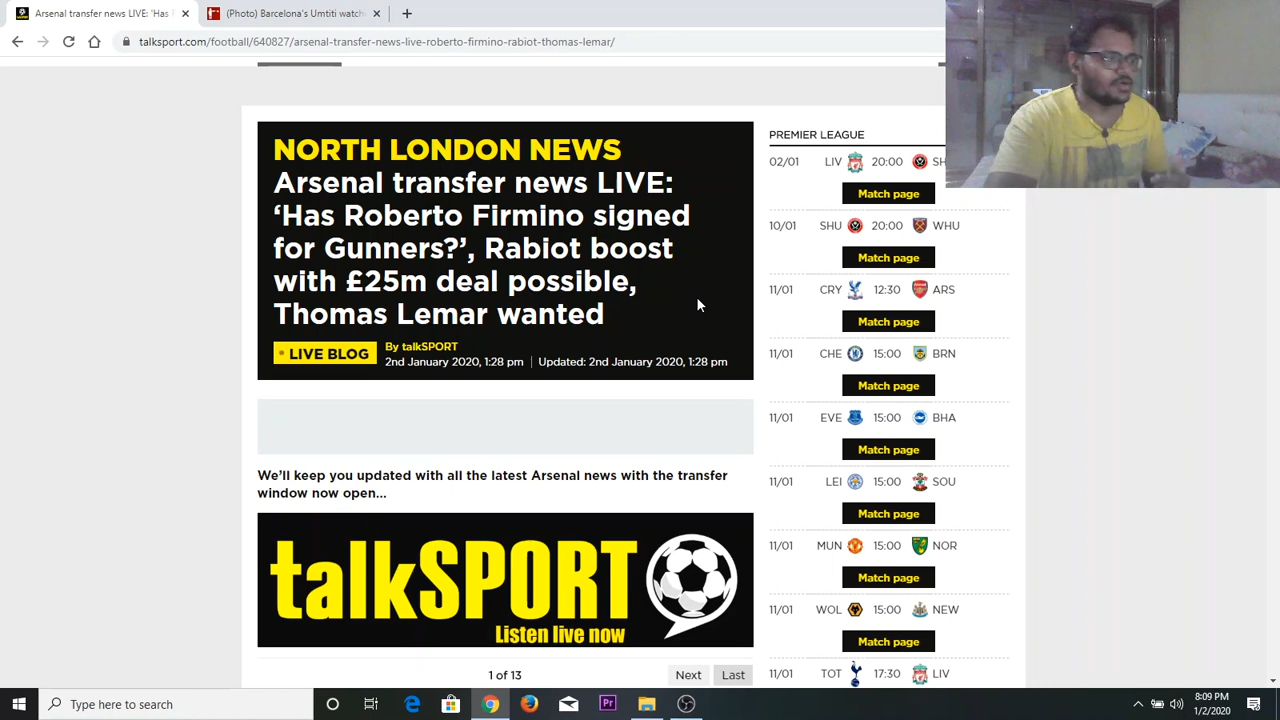 Arsenal transfer news LIVE: 'Has F
(Photo) Barcelona's Umtiti watch
talksport.com/football/640827/arsenal-transfer-news-live-roberto-firmino-rabiot-thomas-lemar/
NORTH LONDON NEWS
Arsenal transfer news LIVE:
‘Has Roberto Firmino signed
for Gunners?’, Rabiot boost
with £25m deal possible,
Thomas Lemar wanted
LIVE BLOG
By talkSPORT
2nd January 2020, 1:28 pm | Updated: 2nd January 2020, 1:28 pm
We’ll keep you updated with all the latest Arsenal news with the transfer
window now open...
talkSPORT
Listen live now
1 of 13 Next Last
PREMIER LEAGUE
02/01 LIV 20:00 SH
Match page
10/01 SHU 20:00 WHU
Match page
11/01 CRY 12:30 ARS
Match page
11/01 CHE 15:00 BRN
Match page
11/01 EVE 15:00 BHA
Match page
11/01 LEI 15:00 SOU
Match page
11/01 MUN 15:00 NOR
Match page
11/01 WOL 15:00 NEW
Match page
11/01 TOT 17:30 LIV
Type here to search
Pr
8:09 PM
1/2/2020